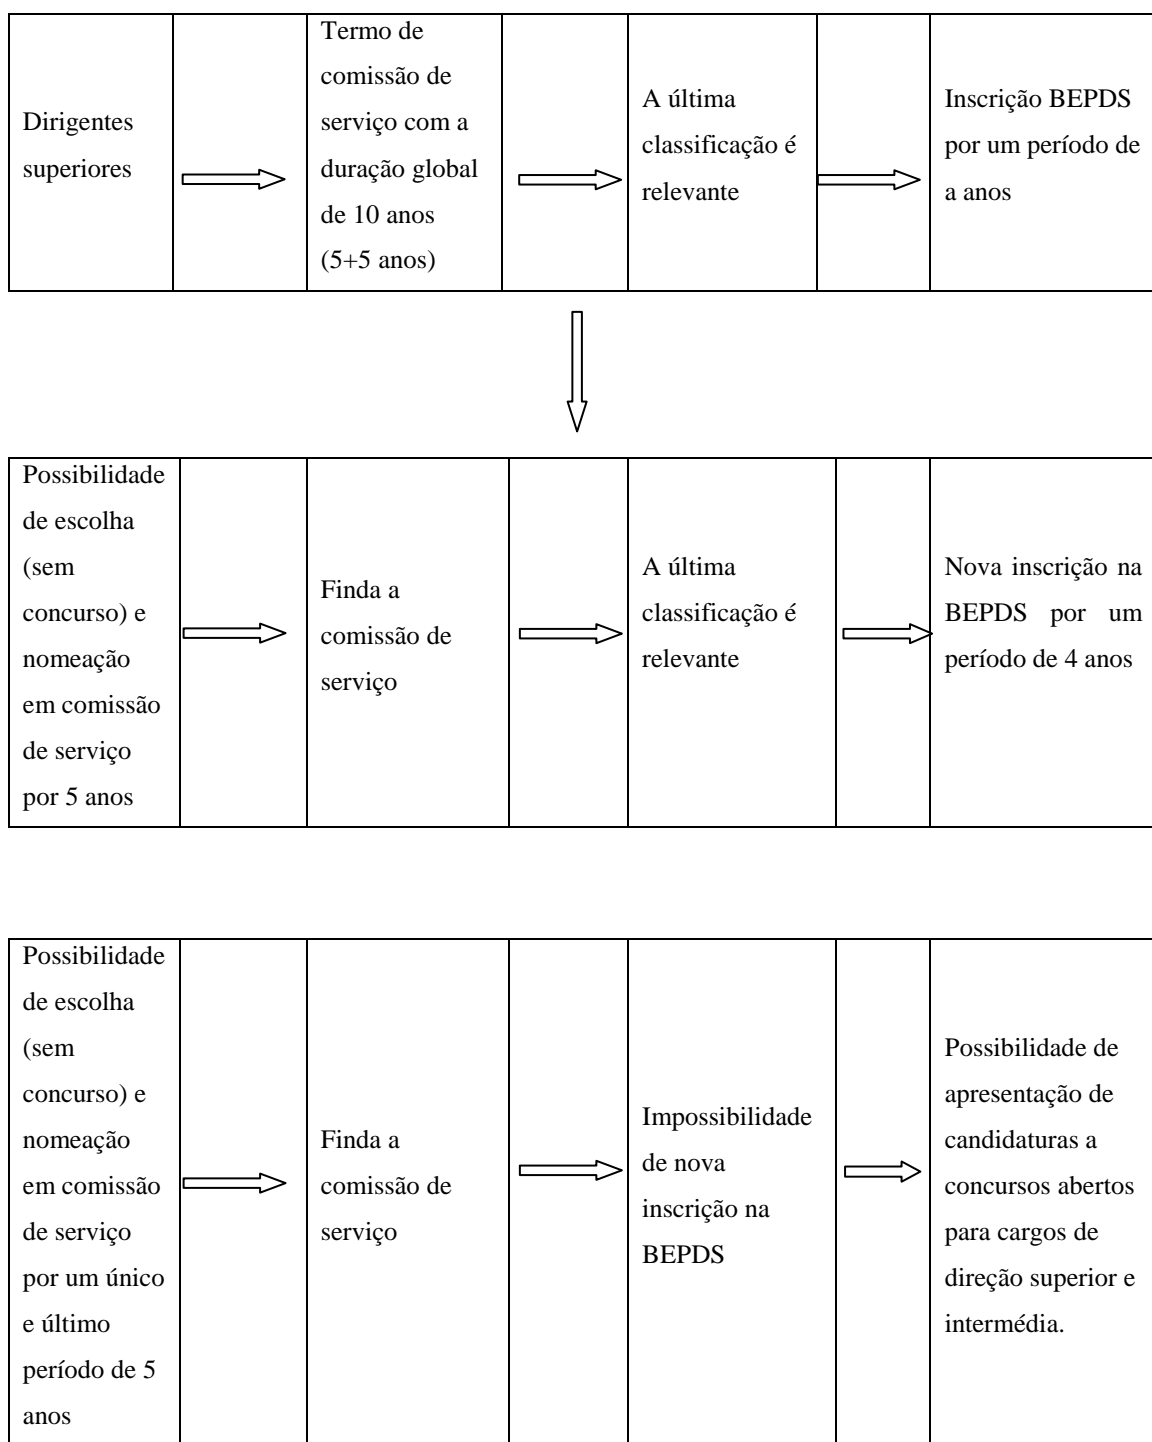 Dirigentes
superiores
Termo de
comissão de
serviço com a
duração global
de 10 anos
(5+5 anos)
A última
classificação é
relevante
Inscrição BEPDS
por um período de
a anos
Possibilidade
de escolha
(sem
concurso) e
nomeação
em comissão
de serviço
por 5 anos
Finda a
comissão de
serviço
A última
classificação é
relevante
Nova inscrição na
BEPDS por um
período de 4 anos
Possibilidade
de escolha
(sem
concurso) e
nomeação
em comissão
de serviço
por um único
e último
período de 5
anos
Finda a
comissão de
serviço
Impossibilidade
de nova
inscrição na
BEPDS
Possibilidade de
apresentação de
candidaturas a
concursos abertos
para cargos de
direção superior e
intermédia.